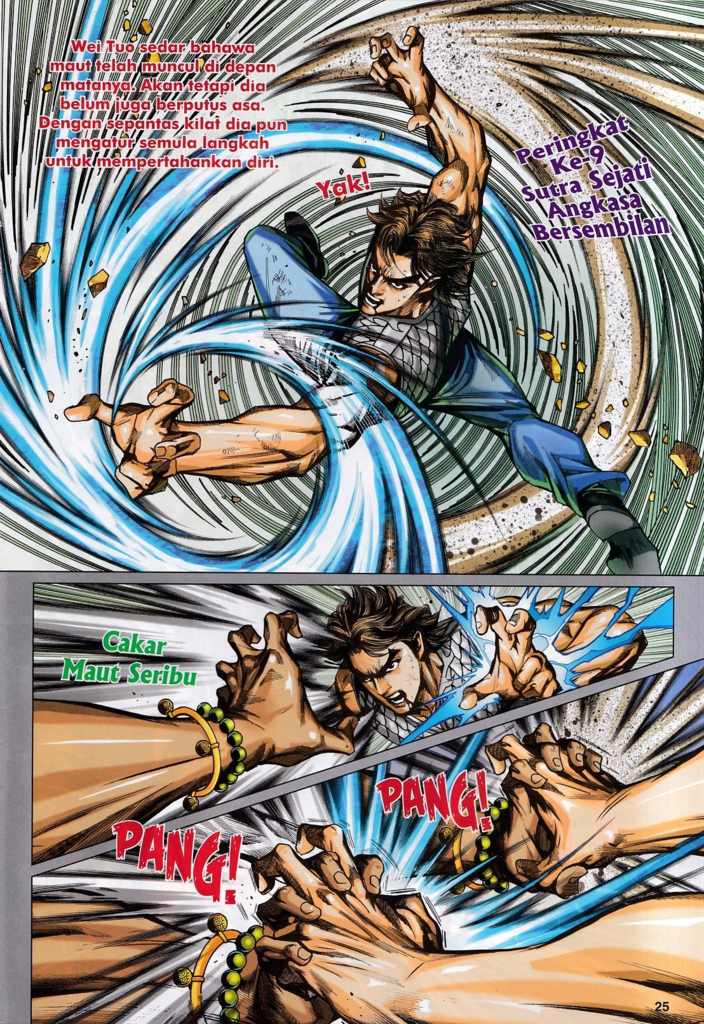 Wei Tuo sedar bahawa
maut telah muncul di depan
matanya. Akan tetapi dia
belum juga berputus asa.
Dengan sepantas kilat dia pun
mengatur semula langkah
untuk mempertahankan diri.
Yak!
Peringkat
Ke-9
Sutra Sejati
Angkasa
Bersembilan
Cakar
Maut Seribu
PANG!
PANG!
25